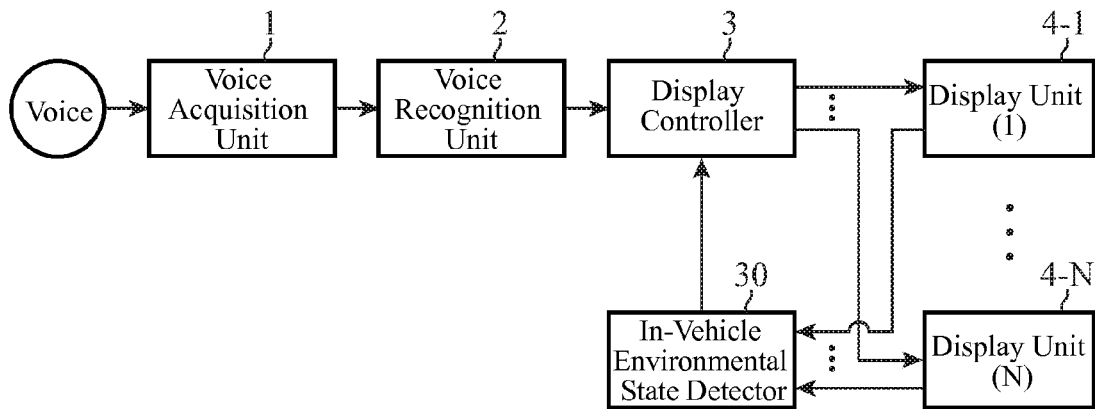 1
2
3
4-1
Voice
Voice
Acquisition
Unit
Voice
Recognition
Unit
Display
Controller
Display Unit
(1)
30
4-N
In-Vehicle
Environmental
State Detector
Display Unit
(N)